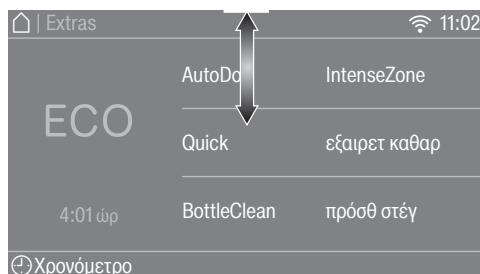 | Extras 11:02
AutoDo IntenseZone
ECO
Quick εξαιρετ καθαρ
4:01 ώρ BottleClean πρόσθ στέγ
Χρονόμετρο